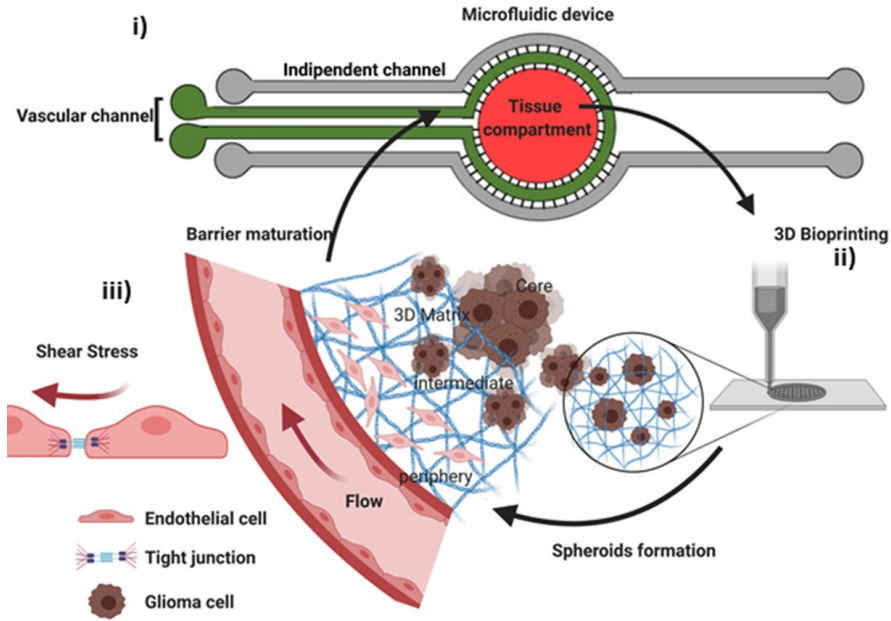 Microfluidic device
i)
Indipendent channel
Vascular channel
Tissue
compartment
Barrier maturation
3D Bioprinting
ii)
iii)
Core
3D Matrix
Shear Stress
intermediate
periphery
Flow
Endothelial cell
Spheroids formation
Tight junction
Glioma cell